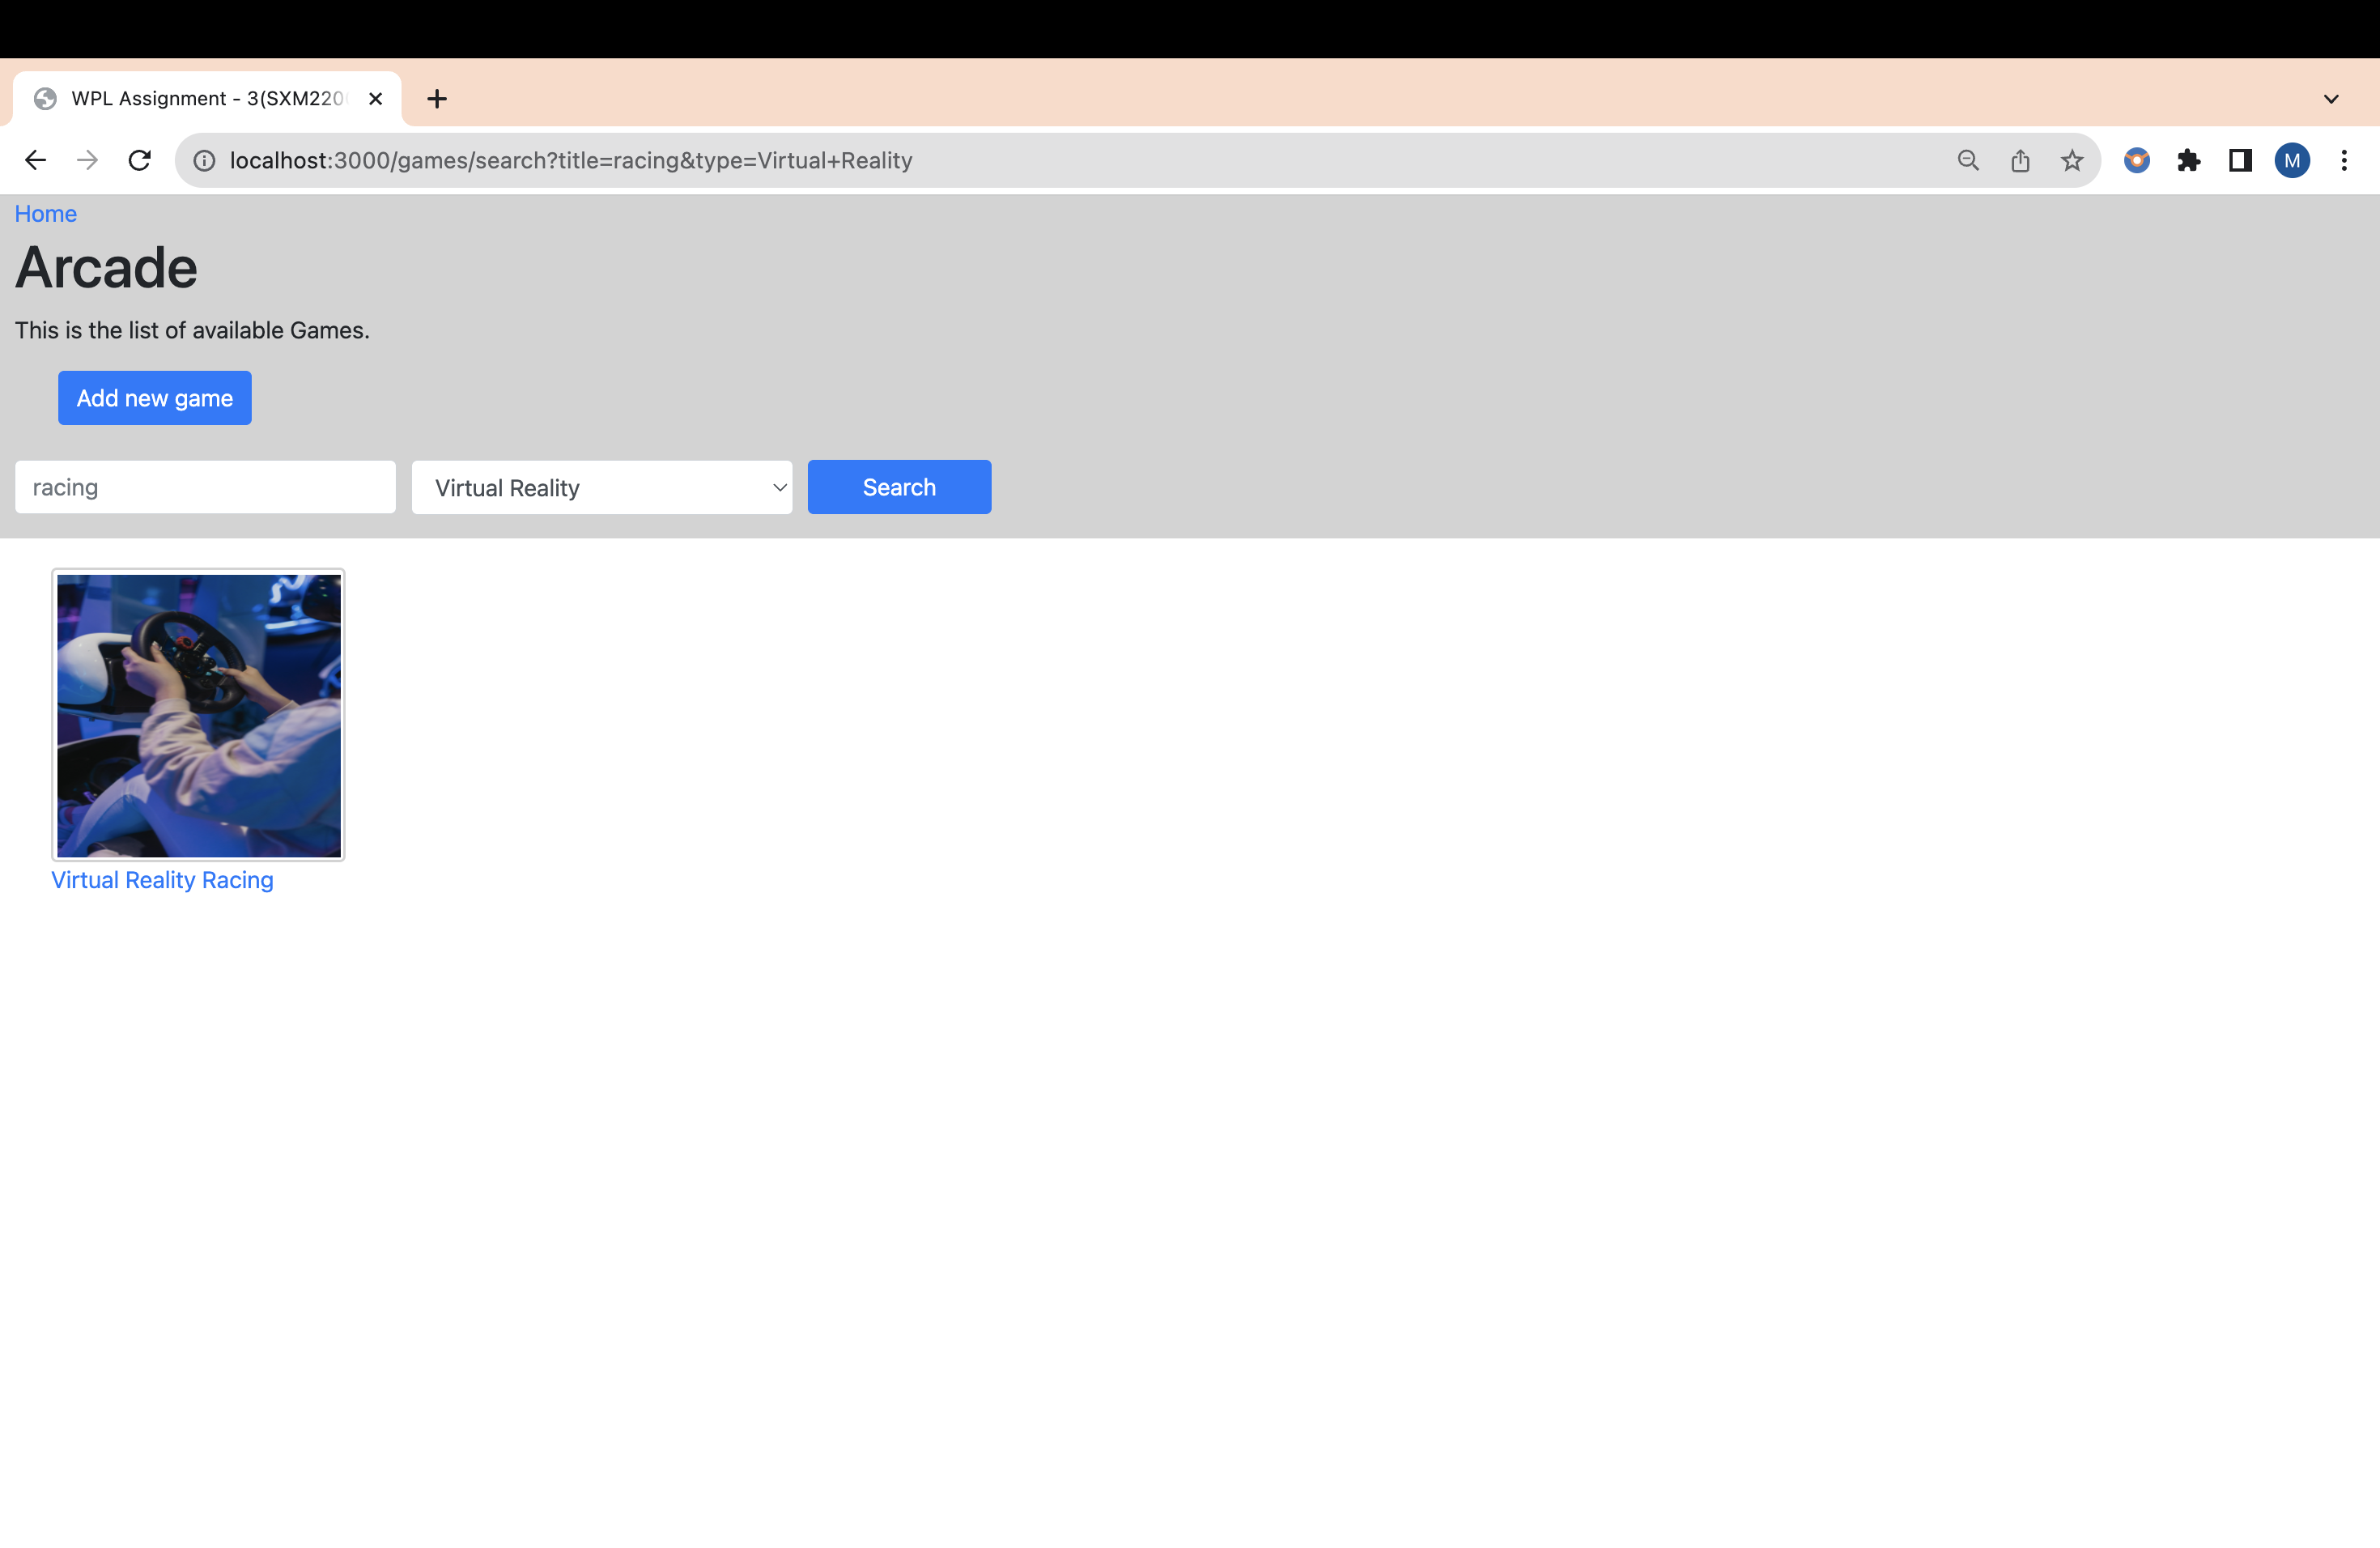 WPL Assignment - 3(SXM220
localhost:3000/games/search?title=racing&type=Virtual+Reality
M
Home
Arcade
This is the list of available Games.
Add new game
racing
Virtual Reality
Search
Virtual Reality Racing